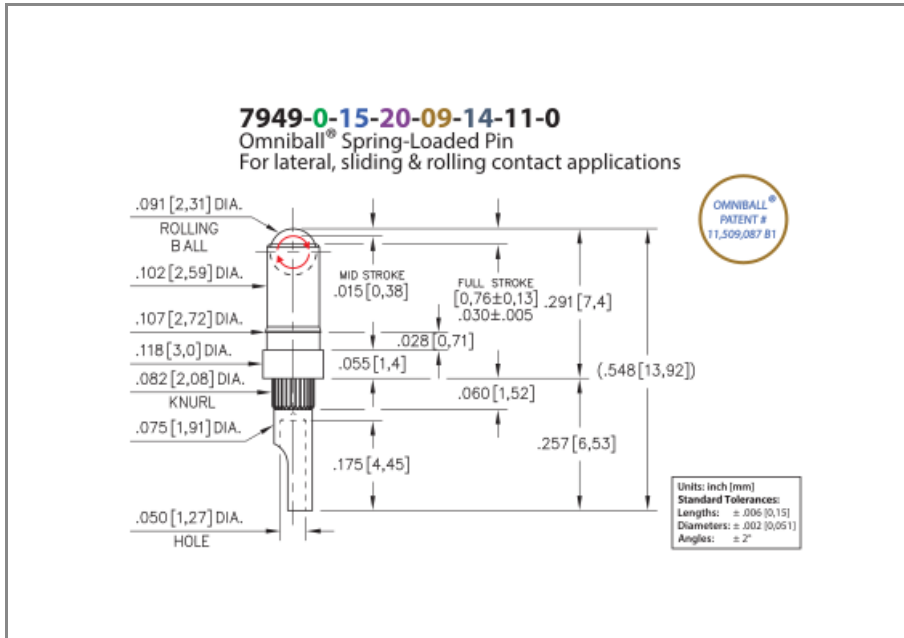 7949-0-15-20-09-14-11-0
Omniball® Spring-Loaded Pin
For lateral, sliding & rolling contact applications
OMNIBALL®
PATENT #
11,509,087 B1
.091 [2,31] DIA.
ROLLING
BALL
.102 [2,59] DIA.
.107 [2,72] DIA.
.118 [3,0] DIA.
.082 [2,08] DIA.
KNURL
.075 [1,91] DIA.
.050 [1,27] DIA.
HOLE
MID STROKE
.015 [0,38]
FULL STROKE
[0,76±0,13]
.030±.005
.291 [7,4]
.028 [0,71]
.055 [1,4]
(.548 [13,92])
.060 [1,52]
.257 [6,53]
.175 [4,45]
Units: inch [mm]
Standard Tolerances:
Lengths: ± .006 [0,15]
Diameters: ± .002 [0,051]
Angles: ± 2°